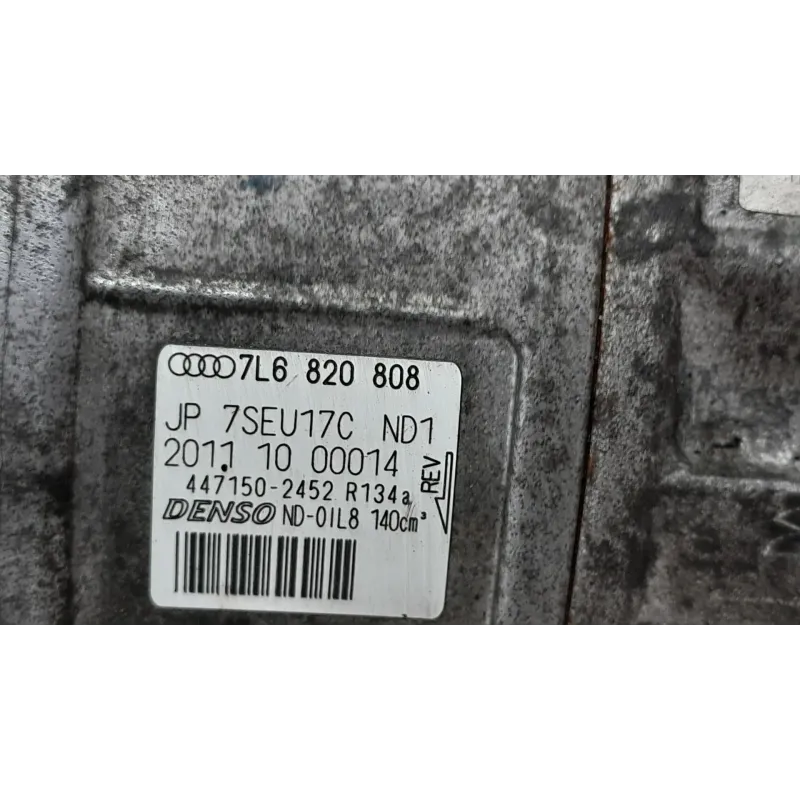 7L6 820 808
JP 7SEU17C ND1
2011 10 00014
447150-2452 R134a
REV
DENSO ND-OIL8 140cm³